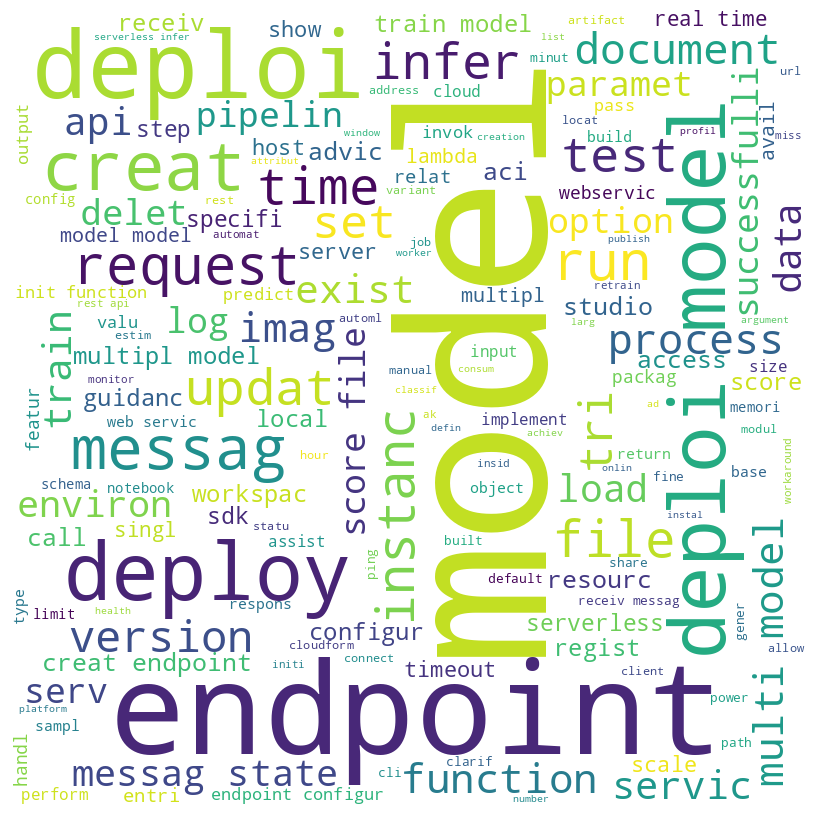 receiv
show
train model
artifact
real time
serverless infer
list
deploi
infer
minut
document
address
cloud
paramet
url
output
api
step
pipelin
pass
locat
avail
profil
miss
host
advic
window
invok
creation
build
test
creat
attribut
time
lambda
aci
relat
variant
webservic
config
delet
specifi
rest
set
option
data
model model
automat
server
job
worker
publish
request
run
successfulli
model
init function
predict
exist
multipl
studio
retrain
rest api
valu
log
imag
automl
larg
argument
train
estim
score file
input
process
multipl model
access
size
monitor
manual
consum
packag
score
featur
guidanc
updat
classif
memori
web servic
local
instanc
ak
implement
tri
modul
defin
achiev
messag
hour
return
base
workaround
schema
notebook
insid
onlin
fine
object
load
environ
workspac
instal
call
singl
sdk
statu
file
assist
built
model
deploi
multi model
ping
share
type
deploy
default
resourc
limit
health
respons
receiv messag
gener
version
configur
serverless
cloudform
regist
allow
creat endpoint
initi
connect
timeout
client
serv
endpoint
power
platform
sampl
path
handl
messag state
clarif
scale
cli
function
servic
perform
entri
endpoint configur
number